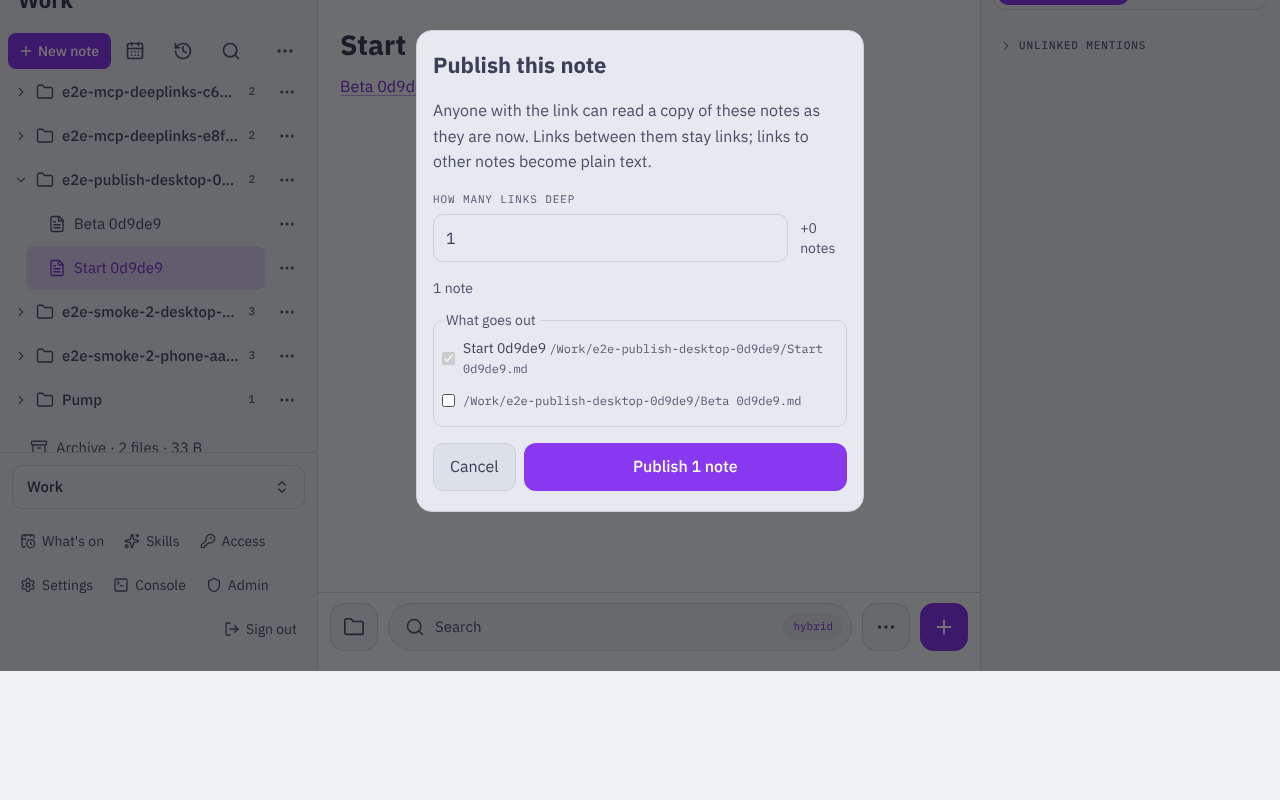 Work
New note
e2e-mcp-deeplinks-c6... 2
e2e-mcp-deeplinks-e8f... 2
e2e-publish-desktop-0... 2
Beta 0d9de9
Start 0d9de9
e2e-smoke-2-desktop-... 3
e2e-smoke-2-phone-aa... 3
Pump 1
Archive · 2 files · 33 B
Work
What's on
Skills
Access
Settings
Console
Admin
Sign out
Start
Beta 0d9d
Publish this note
Anyone with the link can read a copy of these notes as
they are now. Links between them stay links; links to
other notes become plain text.
HOW MANY LINKS DEEP
1
+0
notes
1 note
What goes out
Start 0d9de9 /Work/e2e-publish-desktop-0d9de9/Start
0d9de9.md
/Work/e2e-publish-desktop-0d9de9/Beta 0d9de9.md
Cancel
Publish 1 note
Search
hybrid
UNLINKED MENTIONS